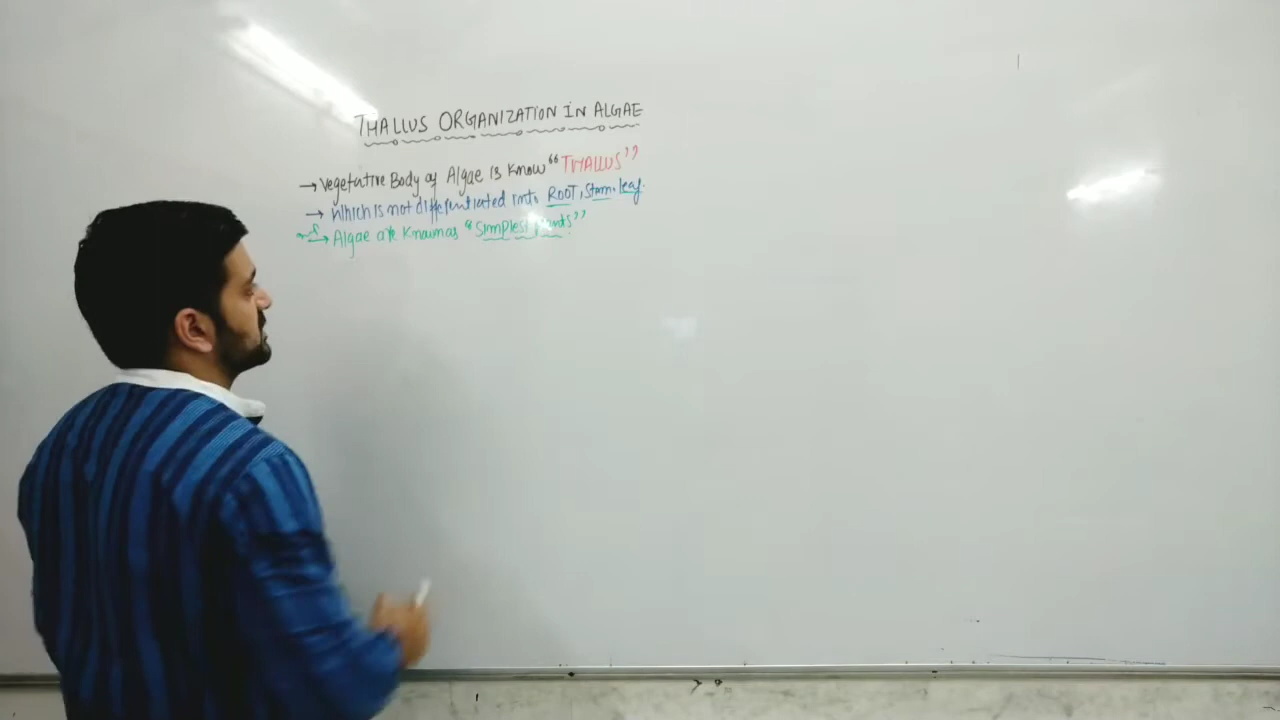 THALLUS ORGANIZATION IN ALGAE
→ Vegetative Body of Algae is Know “THALLUS”
→ Which is not differentiated into ROOT, Stem, leaf.
→ Algae are Known as “Simplest plants”